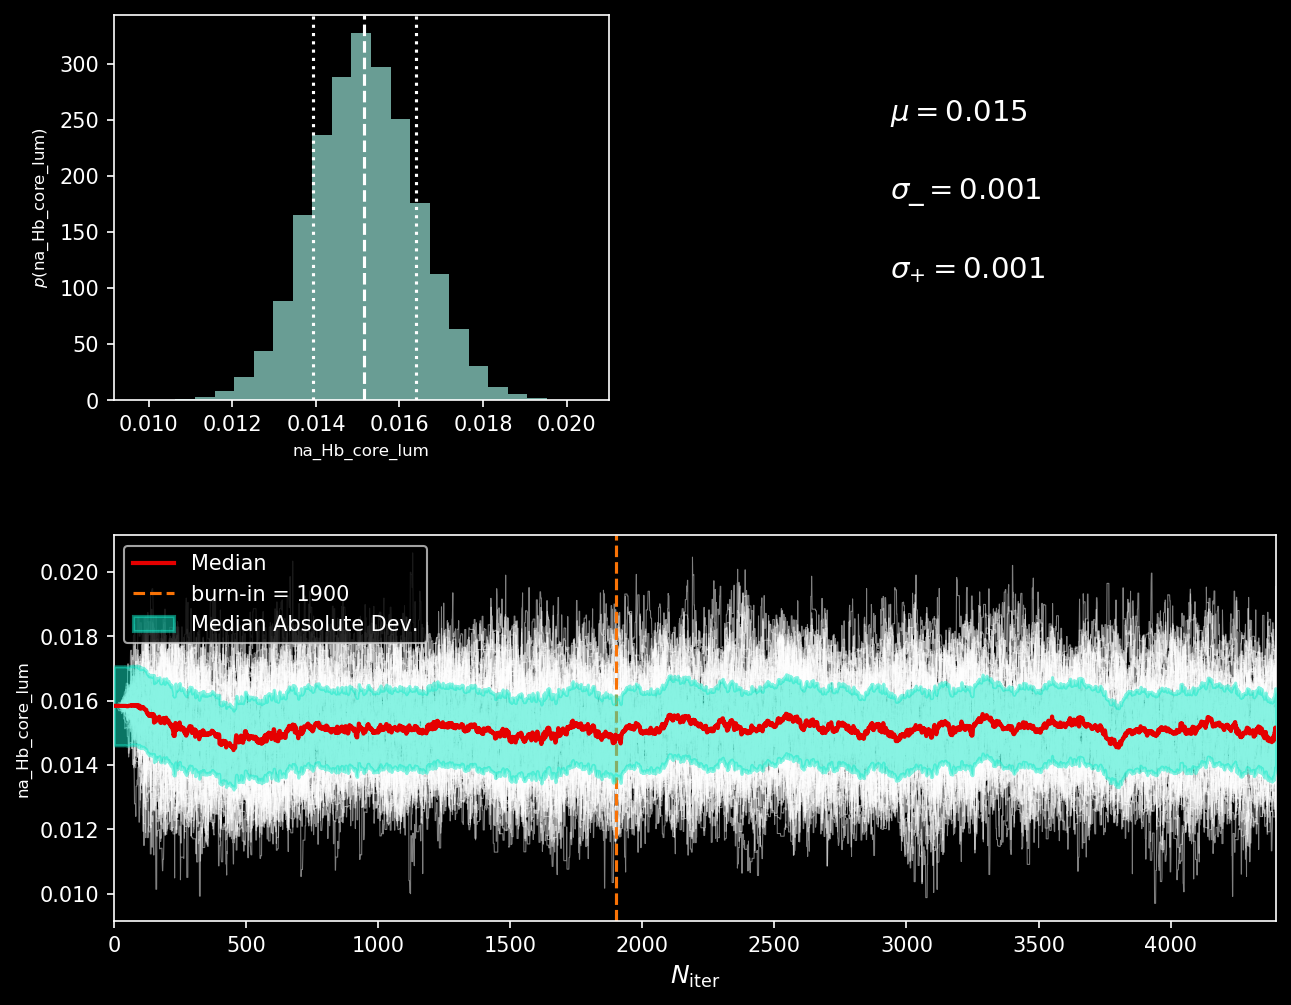 300
250
200
150
100
50
0
p(na_Hb_core_lum)
0.010 0.012 0.014 0.016 0.018 0.020
na_Hb_core_lum
μ = 0.015
σ₋ = 0.001
σ₊ = 0.001
Median
burn-in = 1900
Median Absolute Dev.
0.020
0.018
0.016
0.014
0.012
0.010
na_Hb_core_lum
0 500 1000 1500 2000 2500 3000 3500 4000
N_iter